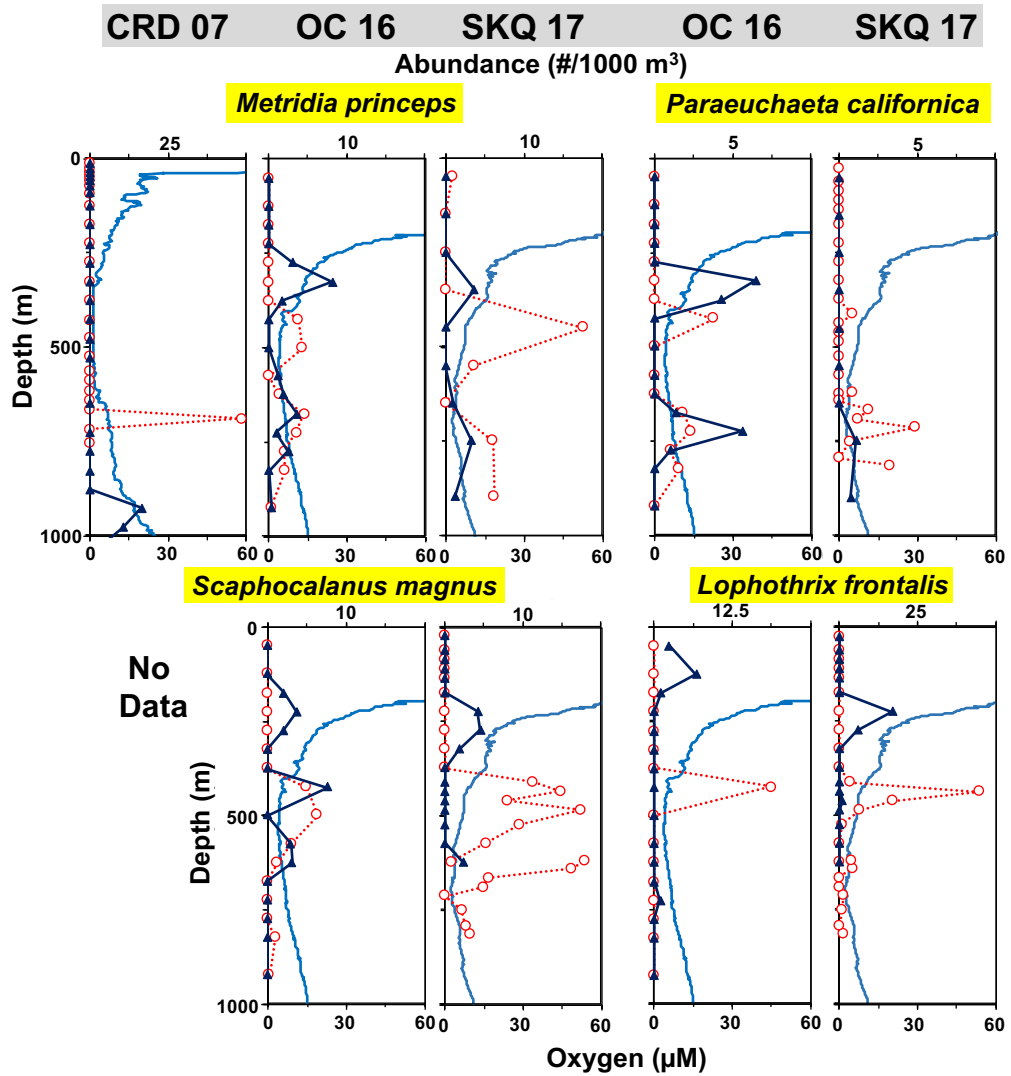 CRD 07 OC 16 SKQ 17 OC 16 SKQ 17
Abundance (#/1000 m³)
Metridia princeps Paraeuchaeta californica
25 10 10 5 5
0
500
1000
Depth (m)
0 30 60 0 30 60 0 30 60 0 30 60 0 30 60
Scaphocalanus magnus Lophothrix frontalis
10 10 12.5 25
0
500
1000
No
Data
Depth (m)
0 30 60 0 30 60 0 30 60 0 30 60
Oxygen (µM)